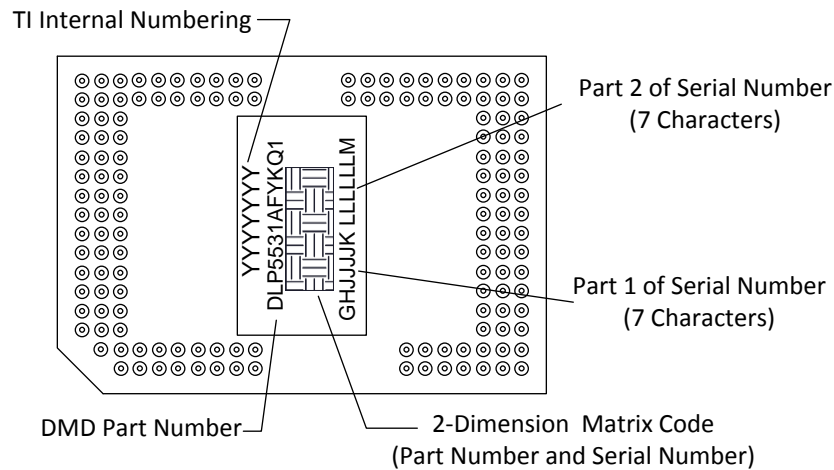 TI Internal Numbering
Part 2 of Serial Number
(7 Characters)
YYYYYYY
DLP5531AFYKQ1
GHJJJJK LLLLLLM
Part 1 of Serial Number
(7 Characters)
DMD Part Number
2-Dimension Matrix Code
(Part Number and Serial Number)